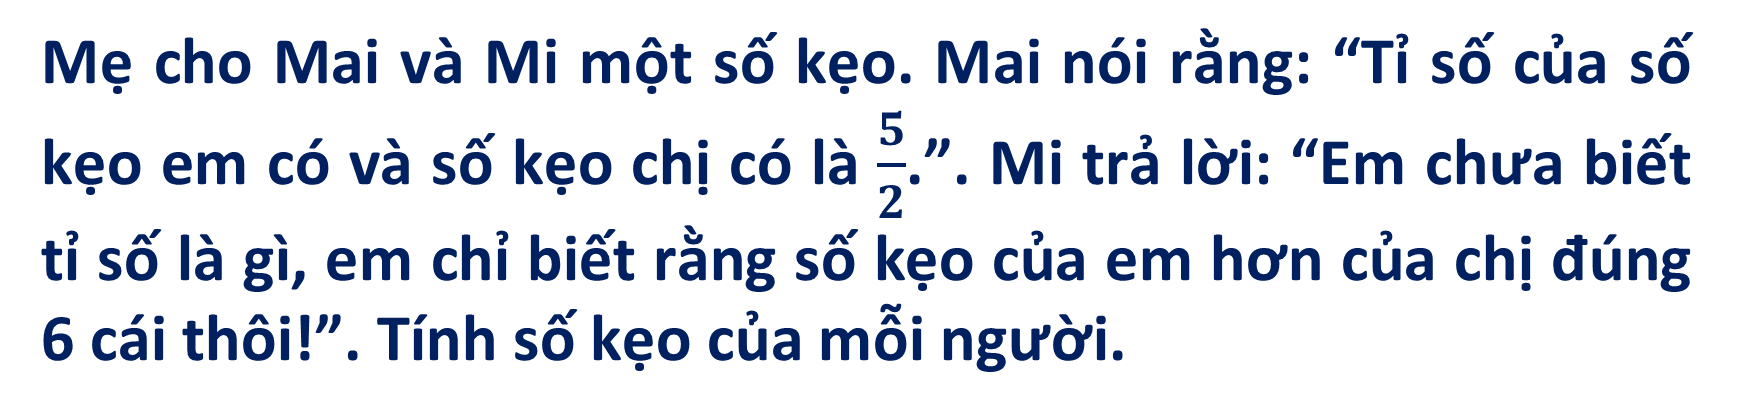 Mẹ cho Mai và Mi một số kẹo. Mai nói rằng: “Tỉ số của số
kẹo em có và số kẹo chị có là 5/2.”. Mi trả lời: “Em chưa biết
tỉ số là gì, em chỉ biết rằng số kẹo của em hơn của chị đúng
6 cái thôi!”. Tính số kẹo của mỗi người.